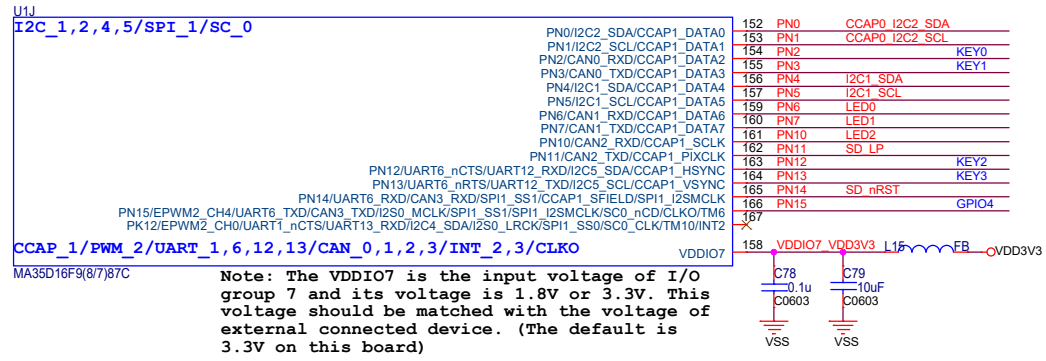 U1J
I2C_1,2,4,5/SPI_1/SC_0
PN0/I2C2_SDA/CCAP1_DATA0 152 PN0 CCAP0_I2C2_SDA
PN1/I2C2_SCL/CCAP1_DATA1 153 PN1 CCAP0_I2C2_SCL
PN2/CAN0_RXD/CCAP1_DATA2 154 PN2 KEY0
PN3/CAN0_TXD/CCAP1_DATA3 155 PN3 KEY1
PN4/I2C1_SDA/CCAP1_DATA4 156 PN4 I2C1_SDA
PN5/I2C1_SCL/CCAP1_DATA5 157 PN5 I2C1_SCL
PN6/CAN1_RXD/CCAP1_DATA6 159 PN6 LED0
PN7/CAN1_TXD/CCAP1_DATA7 160 PN7 LED1
PN10/CAN2_RXD/CCAP1_SCLK 161 PN10 LED2
PN11/CAN2_TXD/CCAP1_PIXCLK 162 PN11 SD_LP
PN12/UART6_nCTS/UART12_RXD/I2C5_SDA/CCAP1_HSYNC 163 PN12 KEY2
PN13/UART6_nRTS/UART12_TXD/I2C5_SCL/CCAP1_VSYNC 164 PN13 KEY3
PN14/UART6_RXD/CAN3_RXD/SPI1_SS1/CCAP1_SFIELD/SPI1_I2SMCLK 165 PN14 SD_nRST
PN15/EPWM2_CH4/UART6_TXD/CAN3_TXD/I2S0_MCLK/SPI1_SS1/SPI1_I2SMCLK/SC0_nCD/CLKO/TM6 166 PN15 GPIO4
PK12/EPWM2_CH0/UART1_nCTS/UART13_RXD/I2C4_SDA/I2S0_LRCK/SPI1_SS0/SC0_CLK/TM10/INT2 167
CCAP_1/PWM_2/UART_1,6,12,13/CAN_0,1,2,3/INT_2,3/CLKO
VDDIO7 158 VDDIO7_VDD3V3 L15 FB VDD3V3
MA35D16F9(8/7)87C
Note: The VDDIO7 is the input voltage of I/O
group 7 and its voltage is 1.8V or 3.3V. This
voltage should be matched with the voltage of
external connected device. (The default is
3.3V on this board)
C78
0.1u
C0603
VSS
C79
10uF
C0603
VSS